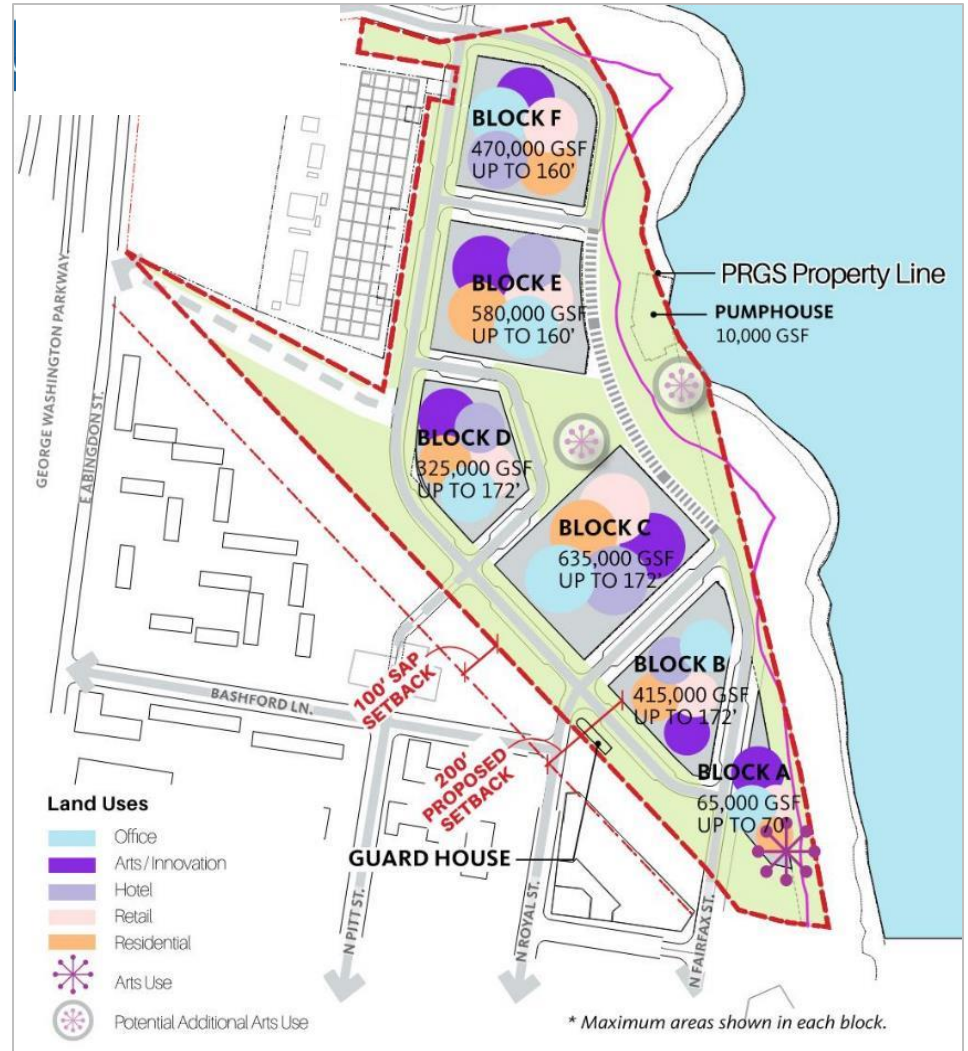 BLOCK F
470,000 GSF
UP TO 160'
BLOCK E
580,000 GSF
UP TO 160'
PRGS Property Line
PUMPHOUSE
10,000 GSF
BLOCK D
325,000 GSF
UP TO 172'
BLOCK C
635,000 GSF
UP TO 172'
BLOCK B
415,000 GSF
UP TO 172'
BLOCK A
65,000 GSF
UP TO 70'
GEORGE WASHINGTON PARKWAY
E ABINGDON ST.
BASHFORD LN.
100' SAP
SETBACK
200'
PROPOSED
SETBACK
GUARD HOUSE
N PITT ST.
N ROYAL ST.
N FAIRFAX ST.
Land Uses
Office
Arts / Innovation
Hotel
Retail
Residential
Arts Use
Potential Additional Arts Use
* Maximum areas shown in each block.